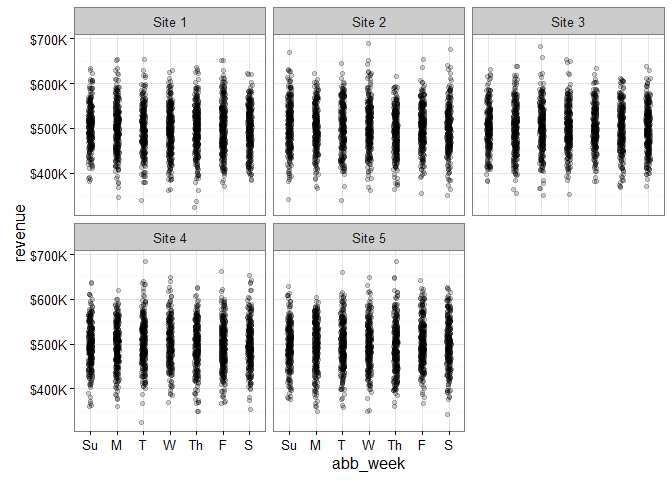 Site 1 Site 2 Site 3
$700K
$600K
$500K
$400K
revenue
Site 4 Site 5
$700K
$600K
$500K
$400K
Su M T W Th F S Su M T W Th F S
abb_week